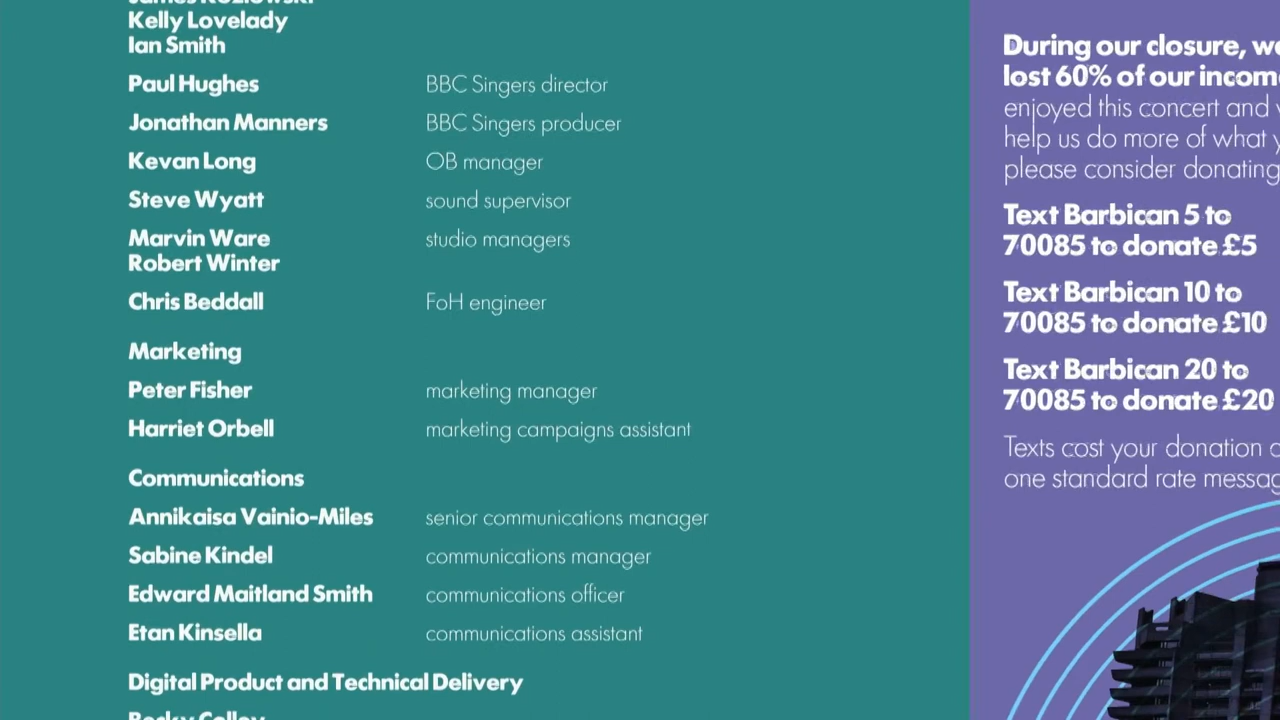 Kelly Lovelady
Ian Smith
Paul Hughes BBC Singers director
Jonathan Manners BBC Singers producer
Kevan Long OB manager
Steve Wyatt sound supervisor
Marvin Ware studio managers
Robert Winter
Chris Beddall FoH engineer
Marketing
Peter Fisher marketing manager
Harriet Orbell marketing campaigns assistant
Communications
Annikaisa Vainio-Miles senior communications manager
Sabine Kindel communications manager
Edward Maitland Smith communications officer
Etan Kinsella communications assistant
Digital Product and Technical Delivery
During our closure,
lost 60% of our
enjoyed this concert and
help us do more of what
please consider donating
Text Barbican 5 to
70085 to donate £5
Text Barbican 10 to
70085 to donate £10
Text Barbican 20 to
70085 to donate £20
Texts cost your donation
one standard rate